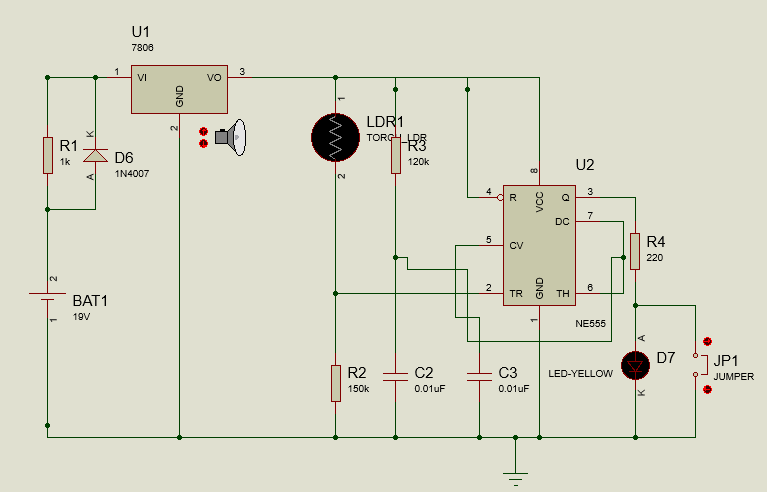 U1
7806
1 VI VO 3
GND
2
R1
1k
K
D6
1N4007
A
2
BAT1
19V
1
1
LDR1
TORCH_LDR
2
R3
120k
U2
8
4 R VCC Q 3
DC 7
5 CV
2 TR GND TH 6
1
NE555
R4
220
R2
150k
C2
0.01uF
C3
0.01uF
A
D7
LED-YELLOW
K
JP1
JUMPER